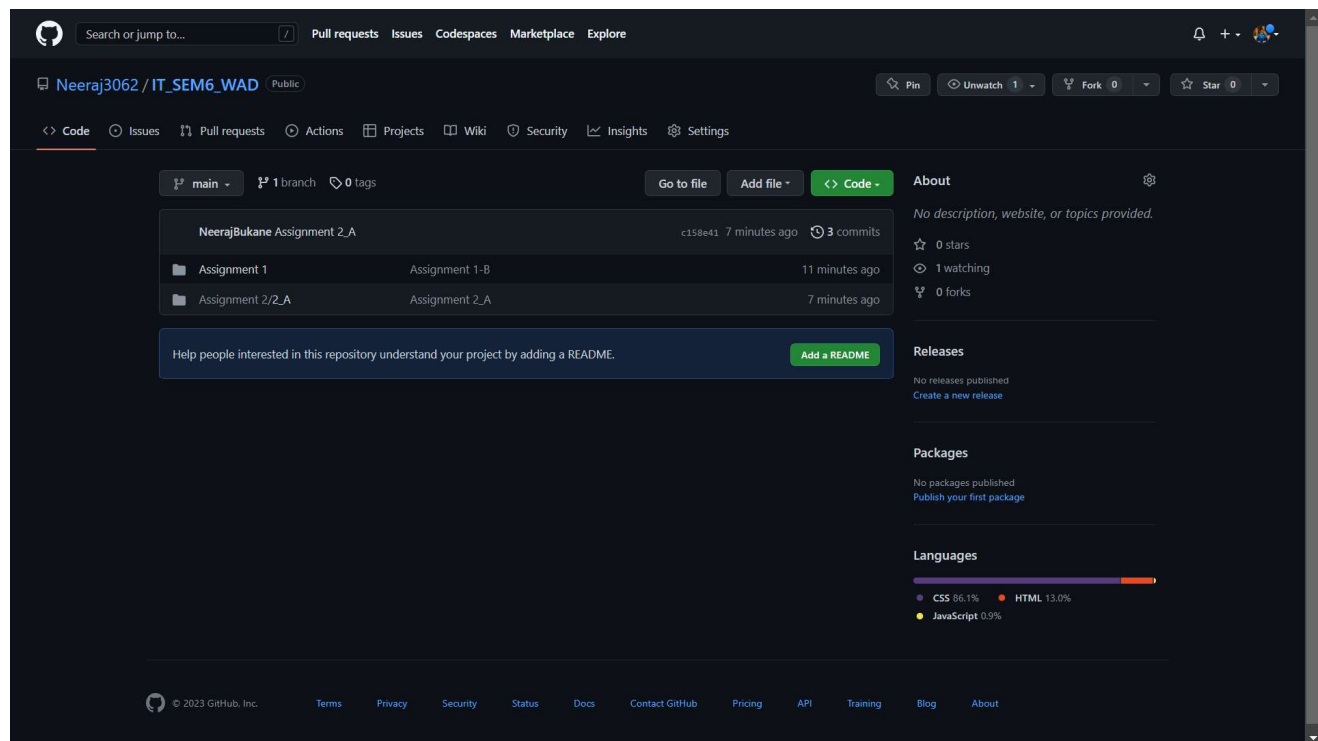 Search or jump to... / Pull requests Issues Codespaces Marketplace Explore
Neeraj3062 / IT_SEM6_WAD Public
Pin Unwatch 1 Fork 0 Star 0
Code Issues Pull requests Actions Projects Wiki Security Insights Settings
main 1 branch 0 tags Go to file Add file Code
NeerajBukane Assignment 2_A c158e41 7 minutes ago 3 commits
Assignment 1 Assignment 1-B 11 minutes ago
Assignment 2/2_A Assignment 2_A 7 minutes ago
Help people interested in this repository understand your project by adding a README. Add a README
About
No description, website, or topics provided.
0 stars
1 watching
0 forks
Releases
No releases published
Create a new release
Packages
No packages published
Publish your first package
Languages
CSS 86.1% HTML 13.0%
JavaScript 0.9%
© 2023 GitHub, Inc. Terms Privacy Security Status Docs Contact GitHub Pricing API Training Blog About